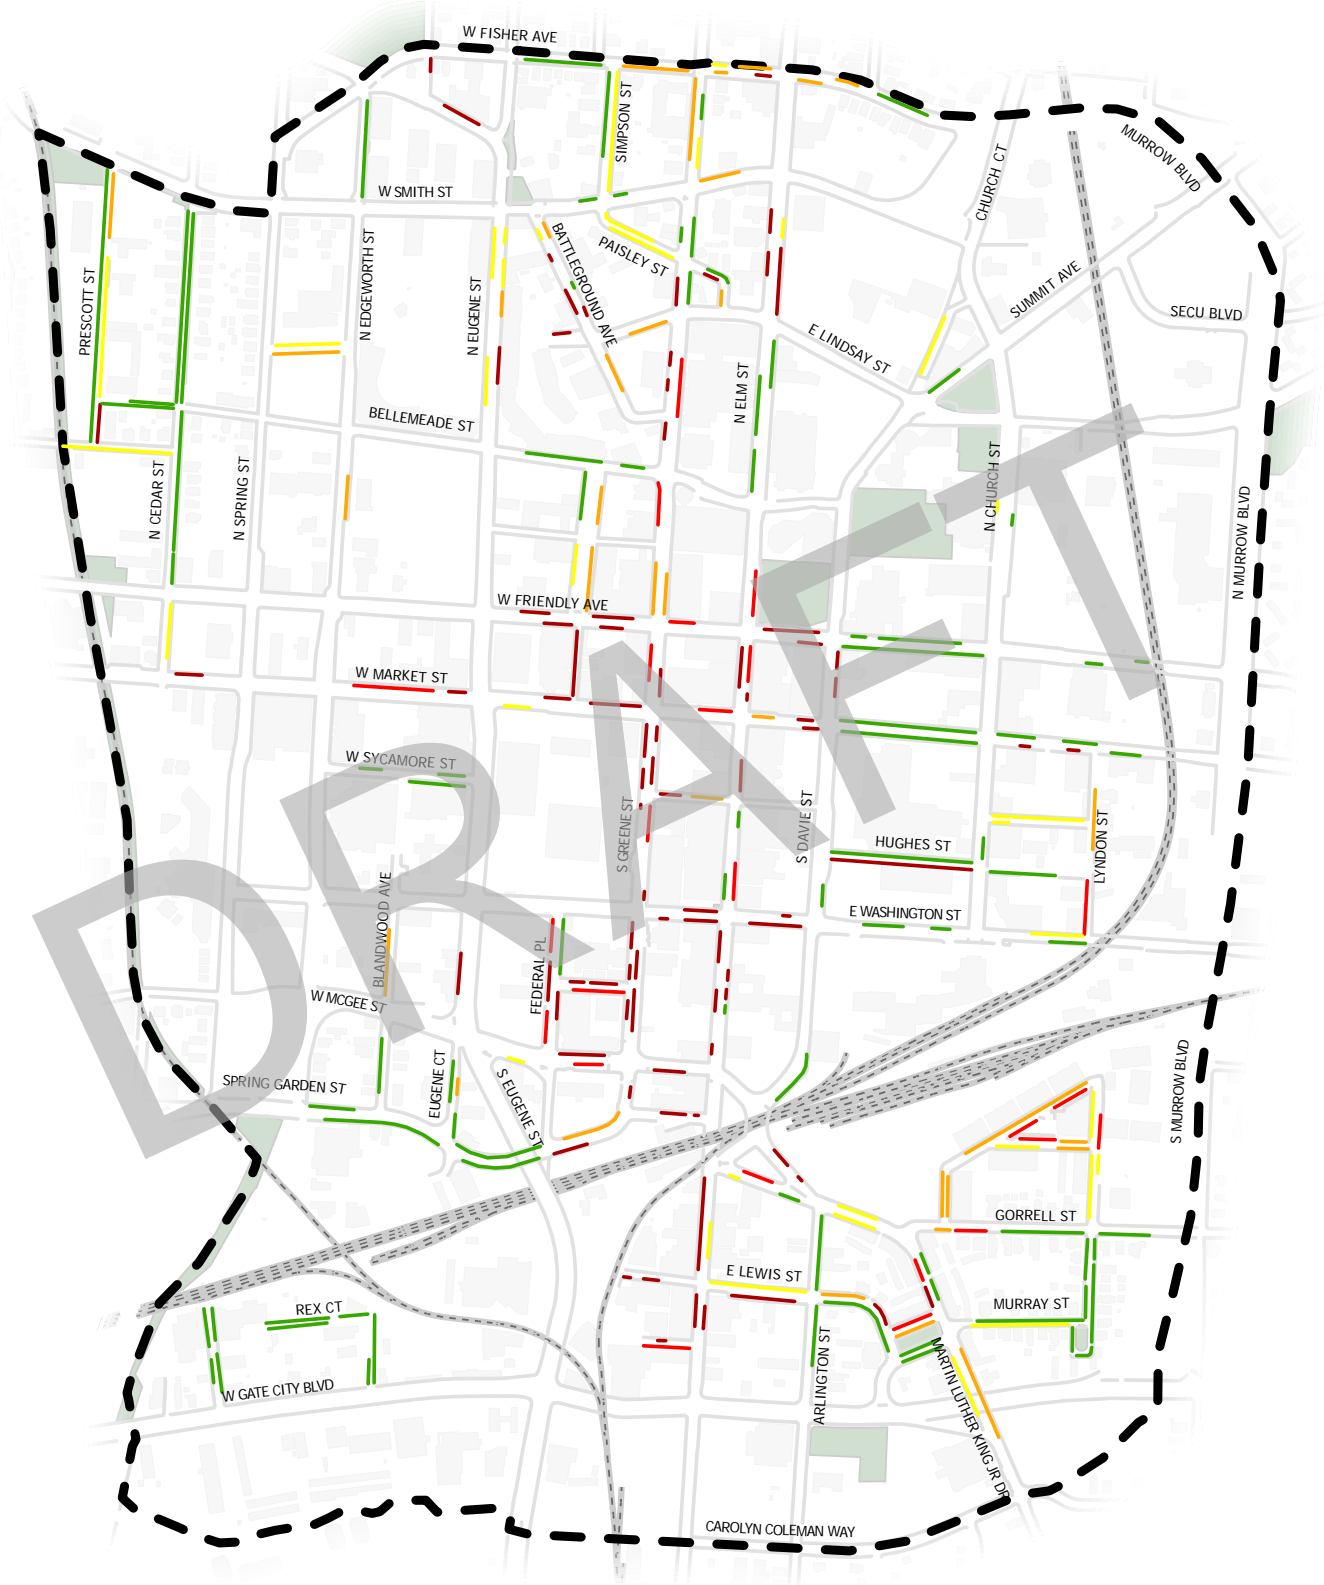 W FISHER AVE
SIMPSON ST
MURROW BLVD
CHURCH CT
W SMITH ST
BATTLEGROUND AVE
PAISLEY ST
N EDGEWORTH ST
PRESCOTT ST
N EUGENE ST
SUMMIT AVE
SECU BLVD
E LINDSAY ST
N ELM ST
BELLEMEADE ST
N CEDAR ST
N SPRING ST
N CHURCH ST
N MURROW BLVD
W FRIENDLY AVE
W MARKET ST
W SYCAMORE ST
S GREENE ST
S DAVIE ST
HUGHES ST
LYNDON ST
E WASHINGTON ST
BLANDWOOD AVE
FEDERAL PL
W MCGEE ST
SPRING GARDEN ST
EUGENE CT
S EUGENE ST
S MURROW BLVD
GORRELL ST
E LEWIS ST
MURRAY ST
REX CT
ARLINGTON ST
MARTIN LUTHER KING JR DR
W GATE CITY BLVD
CAROLYN COLEMAN WAY
DRAFT